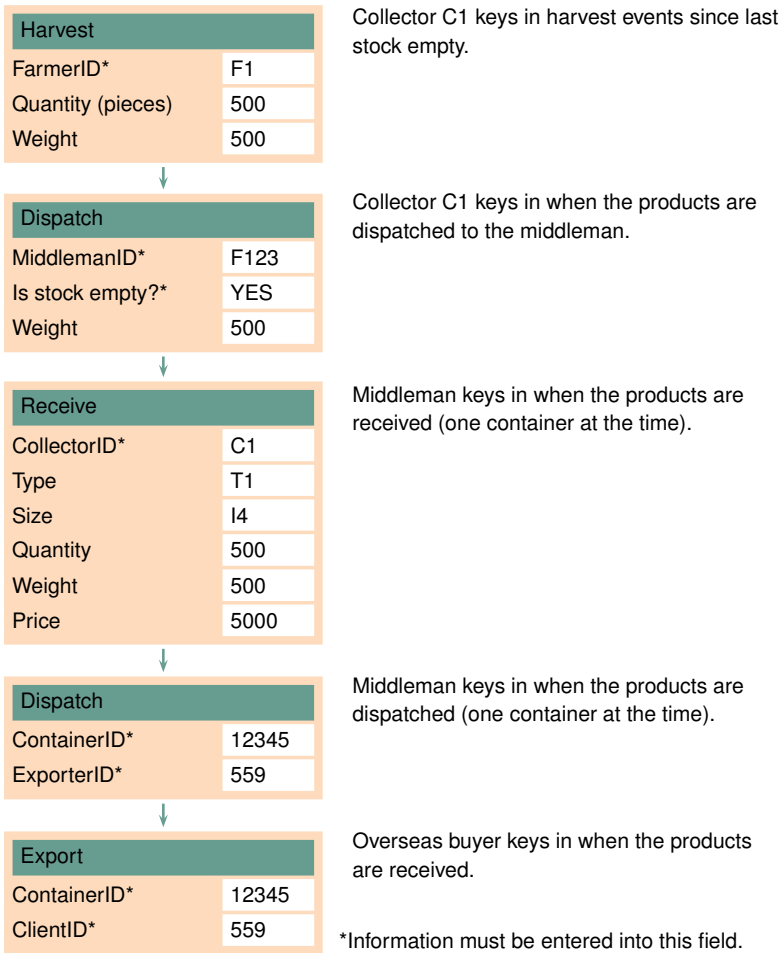 Harvest
Collector C1 keys in harvest events since last
stock empty.
FarmerID* F1
Quantity (pieces) 500
Weight 500
Dispatch
Collector C1 keys in when the products are
dispatched to the middleman.
MiddlemanID* F123
Is stock empty?* YES
Weight 500
Receive
Middleman keys in when the products are
received (one container at the time).
CollectorID* C1
Type T1
Size I4
Quantity 500
Weight 500
Price 5000
Dispatch
Middleman keys in when the products are
dispatched (one container at the time).
ContainerID* 12345
ExporterID* 559
Export
Overseas buyer keys in when the products
are received.
ContainerID* 12345
ClientID* 559
*Information must be entered into this field.